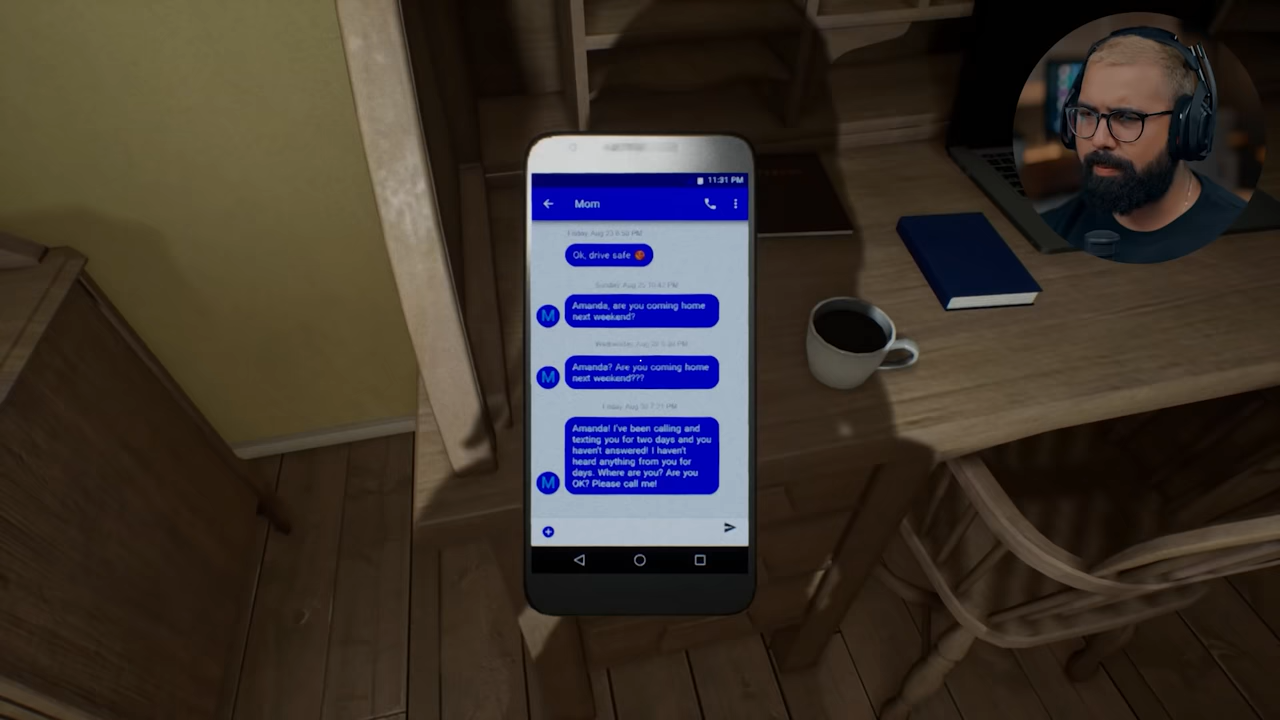 11:31 PM
Mom
Ok, drive safe
Amanda, are you coming home
next weekend?
M
Amanda? Are you coming home
next weekend???
M
Amanda! I've been calling and
texting you for two days and you
haven't answered! I haven't
heard anything from you for
days. Where are you? Are you
OK? Please call me!
M